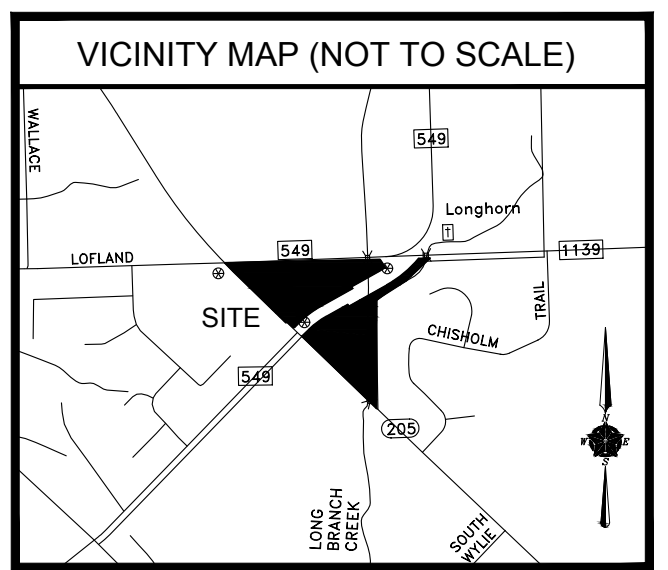 VICINITY MAP (NOT TO SCALE)
WALLACE
549
Longhorn
LOFLAND
549
1139
SITE
TRAIL
CHISHOLM
549
205
N
W E
S
LONG
BRANCH
CREEK
SOUTH
WYLIE